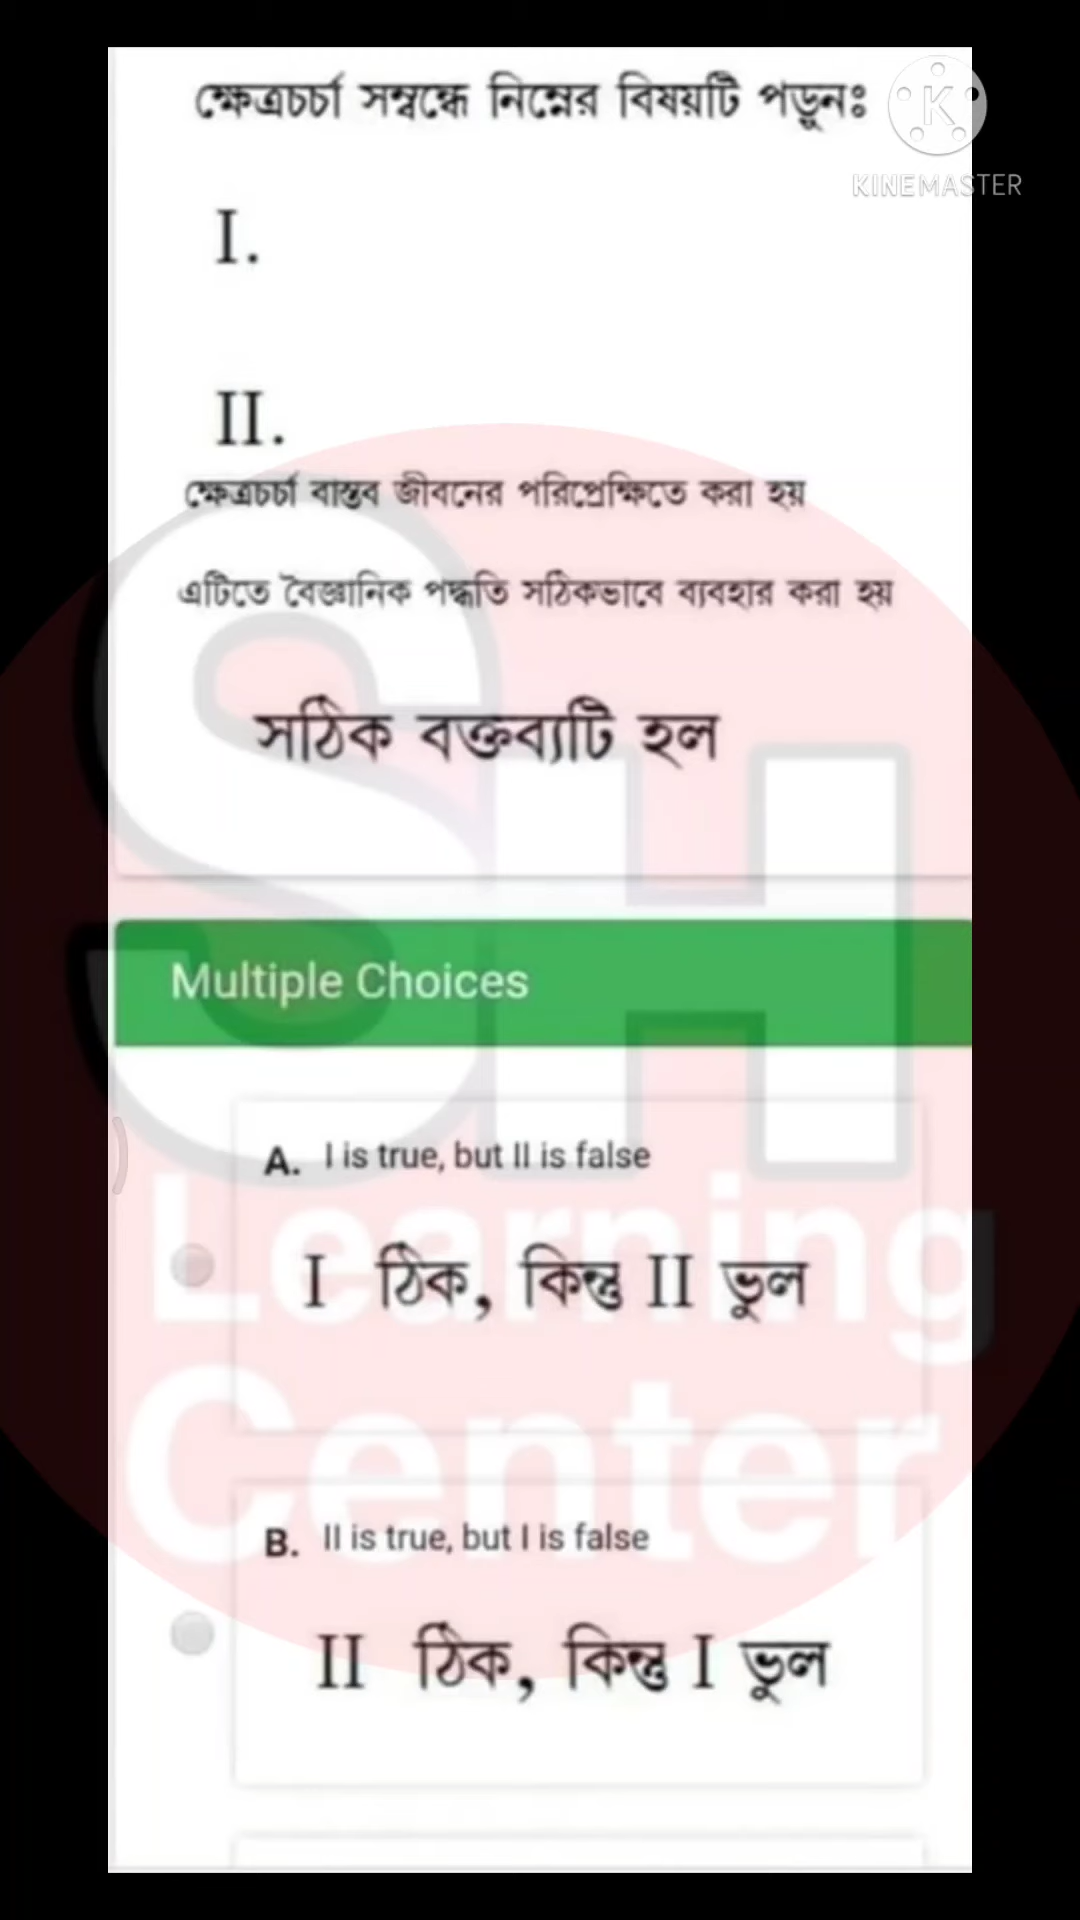 ক্ষেত্রচর্চা সম্বন্ধে নিম্নের বিষয়টি পড়ুনঃ
KINEMASTER
I.
II.
ক্ষেত্রচর্চা বাস্তব জীবনের পরিপ্রেক্ষিতে করা হয়
এটিতে বৈজ্ঞানিক পদ্ধতি সঠিকভাবে ব্যবহার করা হয়
সঠিক বক্তব্যটি হল
Multiple Choices
A. I is true, but II is false
I ঠিক, কিন্তু II ভুল
B. II is true, but I is false
II ঠিক, কিন্তু I ভুল
SH
Learning
Center